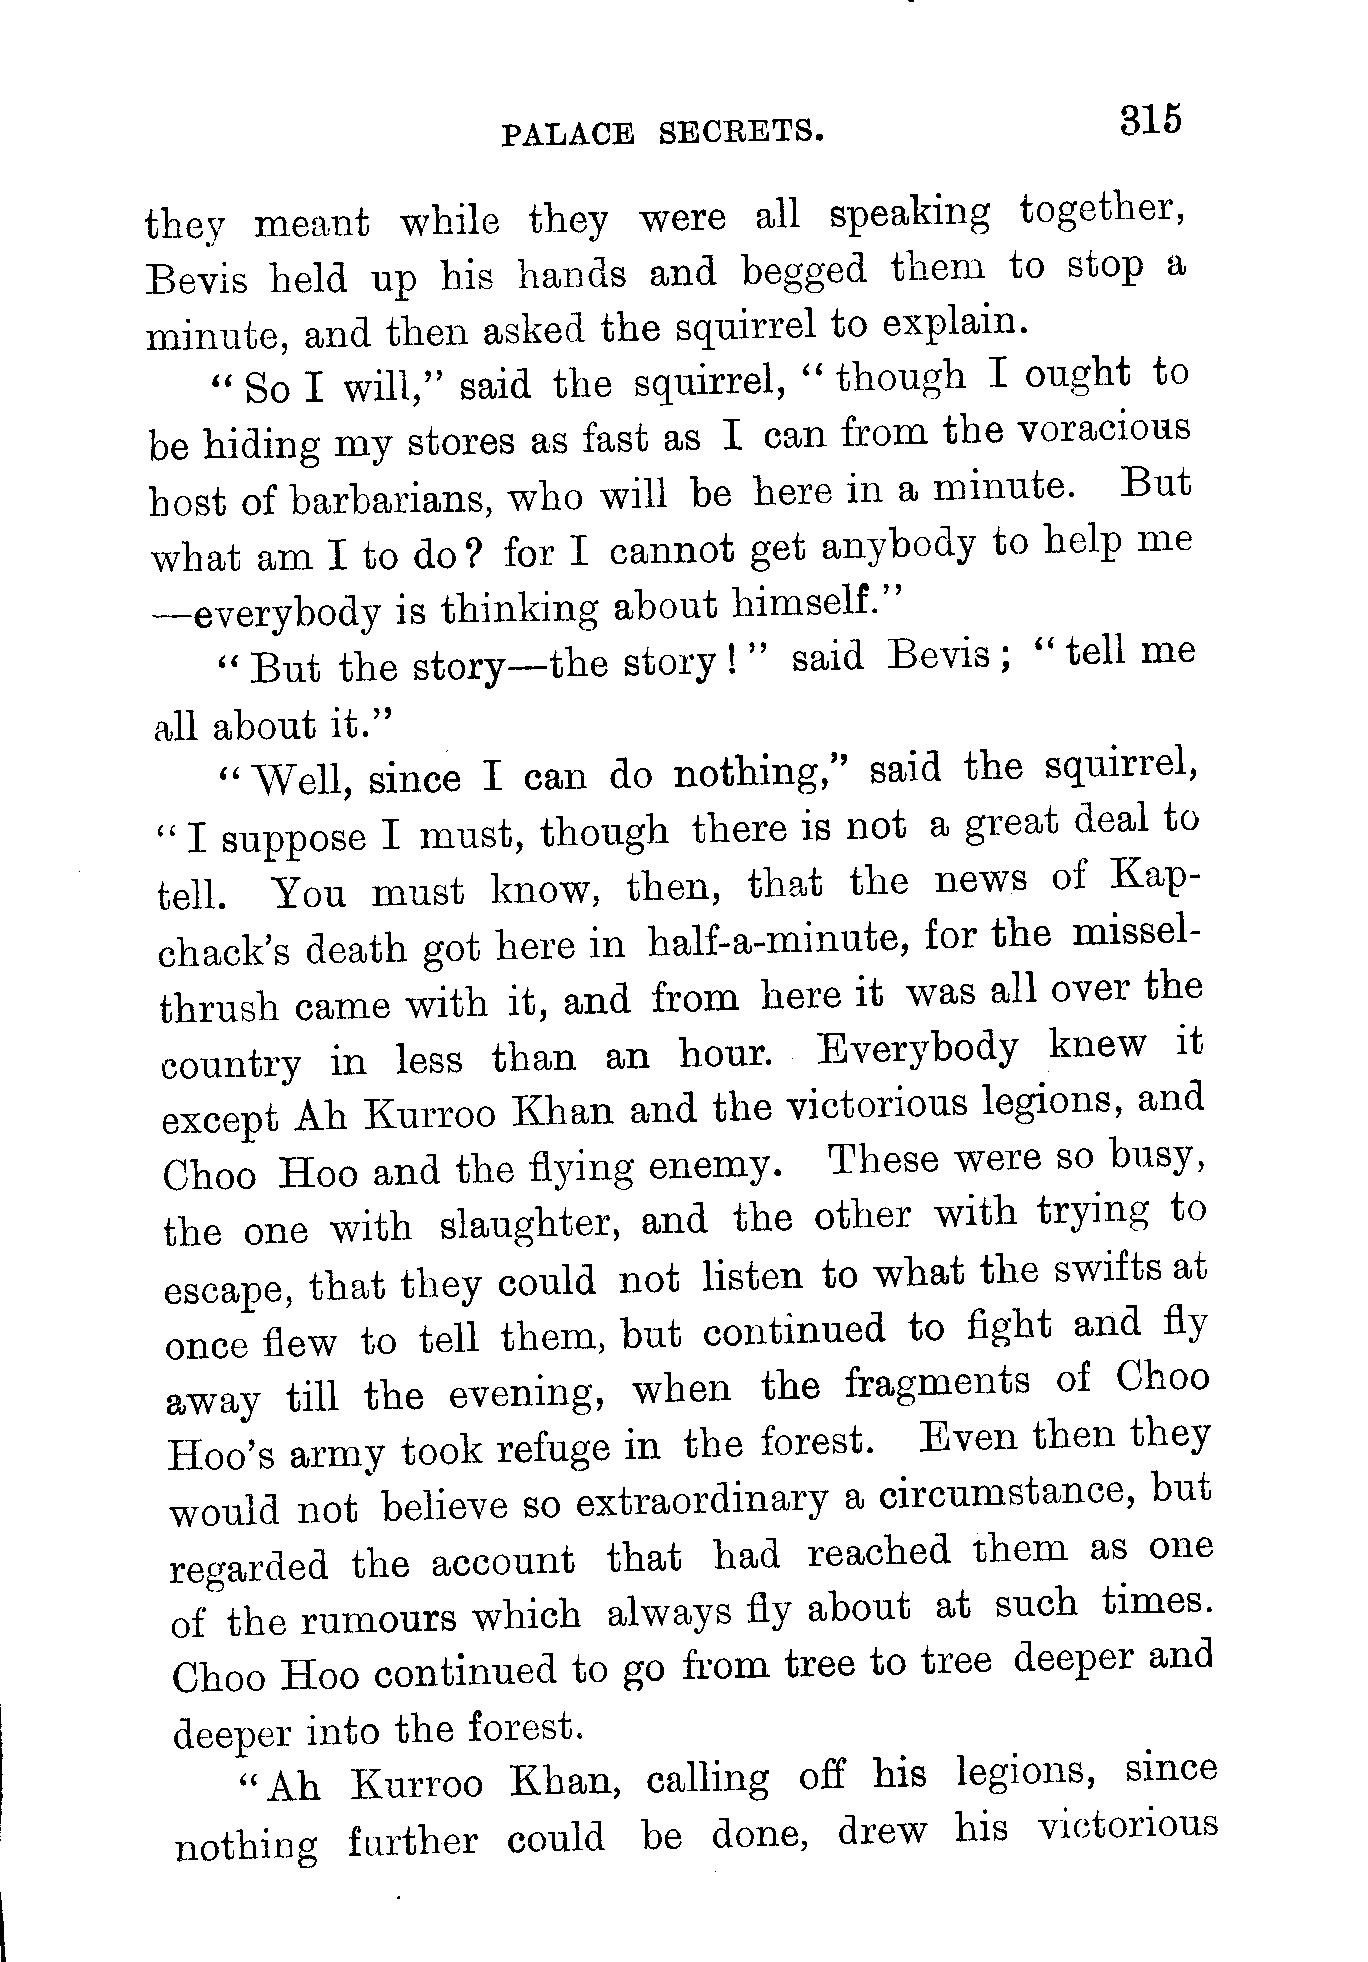 PALACE SECRETS. 315
they meant while they were all speaking together,
Bevis held up his hands and begged them to stop a
minute, and then asked the squirrel to explain.
“ So I will,” said the squirrel, “ though I ought to
be hiding my stores as fast as I can from the voracious
host of barbarians, who will be here in a minute. But
what am I to do? for I cannot get anybody to help me
—everybody is thinking about himself.”
“ But the story—the story ! ” said Bevis ; “ tell me
all about it.”
“ Well, since I can do nothing,” said the squirrel,
“ I suppose I must, though there is not a great deal to
tell. You must know, then, that the news of Kap-
chack’s death got here in half-a-minute, for the missel-
thrush came with it, and from here it was all over the
country in less than an hour. Everybody knew it
except Ah Kurroo Khan and the victorious legions, and
Choo Hoo and the flying enemy. These were so busy,
the one with slaughter, and the other with trying to
escape, that they could not listen to what the swifts at
once flew to tell them, but continued to fight and fly
away till the evening, when the fragments of Choo
Hoo’s army took refuge in the forest. Even then they
would not believe so extraordinary a circumstance, but
regarded the account that had reached them as one
of the rumours which always fly about at such times.
Choo Hoo continued to go from tree to tree deeper and
deeper into the forest.
“ Ah Kurroo Khan, calling off his legions, since
nothing further could be done, drew his victorious